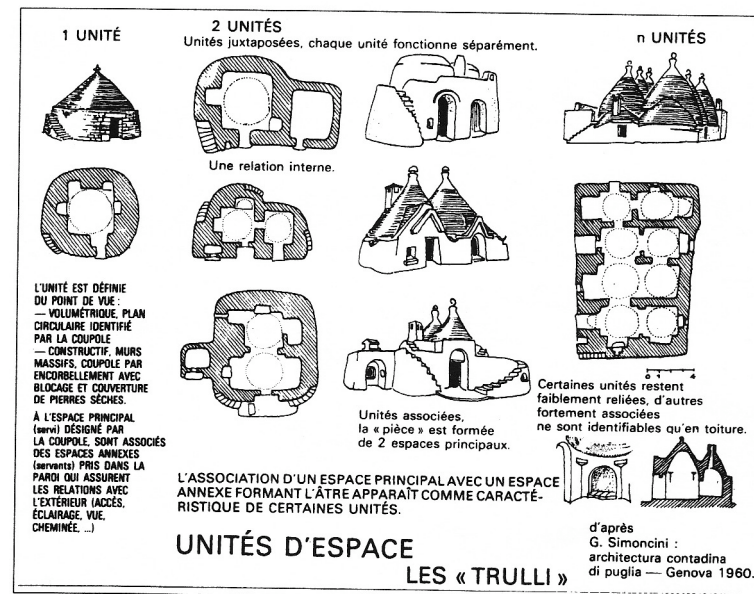 1 UNITÉ
2 UNITÉS
Unités juxtaposées, chaque unité fonctionne séparément.
n UNITÉS
Une relation interne.
L'UNITÉ EST DÉFINIE
DU POINT DE VUE :
— VOLUMÉTRIQUE, PLAN
CIRCULAIRE IDENTIFIÉ
PAR LA COUPOLE
— CONSTRUCTIF, MURS
MASSIFS, COUPOLE PAR
ENCORBELLEMENT AVEC
BLOCAGE ET COUVERTURE
DE PIERRES SÈCHES.
À L'ESPACE PRINCIPAL
(servi) DÉSIGNÉ PAR
LA COUPOLE, SONT ASSOCIÉS
DES ESPACES ANNEXES
(servants) PRIS DANS LA
PAROI QUI ASSURENT
LES RELATIONS AVEC
L'EXTÉRIEUR (ACCÈS,
ÉCLAIRAGE, VUE,
CHEMINÉE, ...)
Unités associées,
la « pièce » est formée
de 2 espaces principaux.
0 1 4
Certaines unités restent
faiblement reliées, d'autres
fortement associées
ne sont identifiables qu'en toiture.
L'ASSOCIATION D'UN ESPACE PRINCIPAL AVEC UN ESPACE
ANNEXE FORMANT L'ÂTRE APPARAÎT COMME CARACTÉ-
RISTIQUE DE CERTAINES UNITÉS.
UNITÉS D'ESPACE
LES « TRULLI »
d'après
G. Simoncini :
architectura contadina
di puglia — Genova 1960.